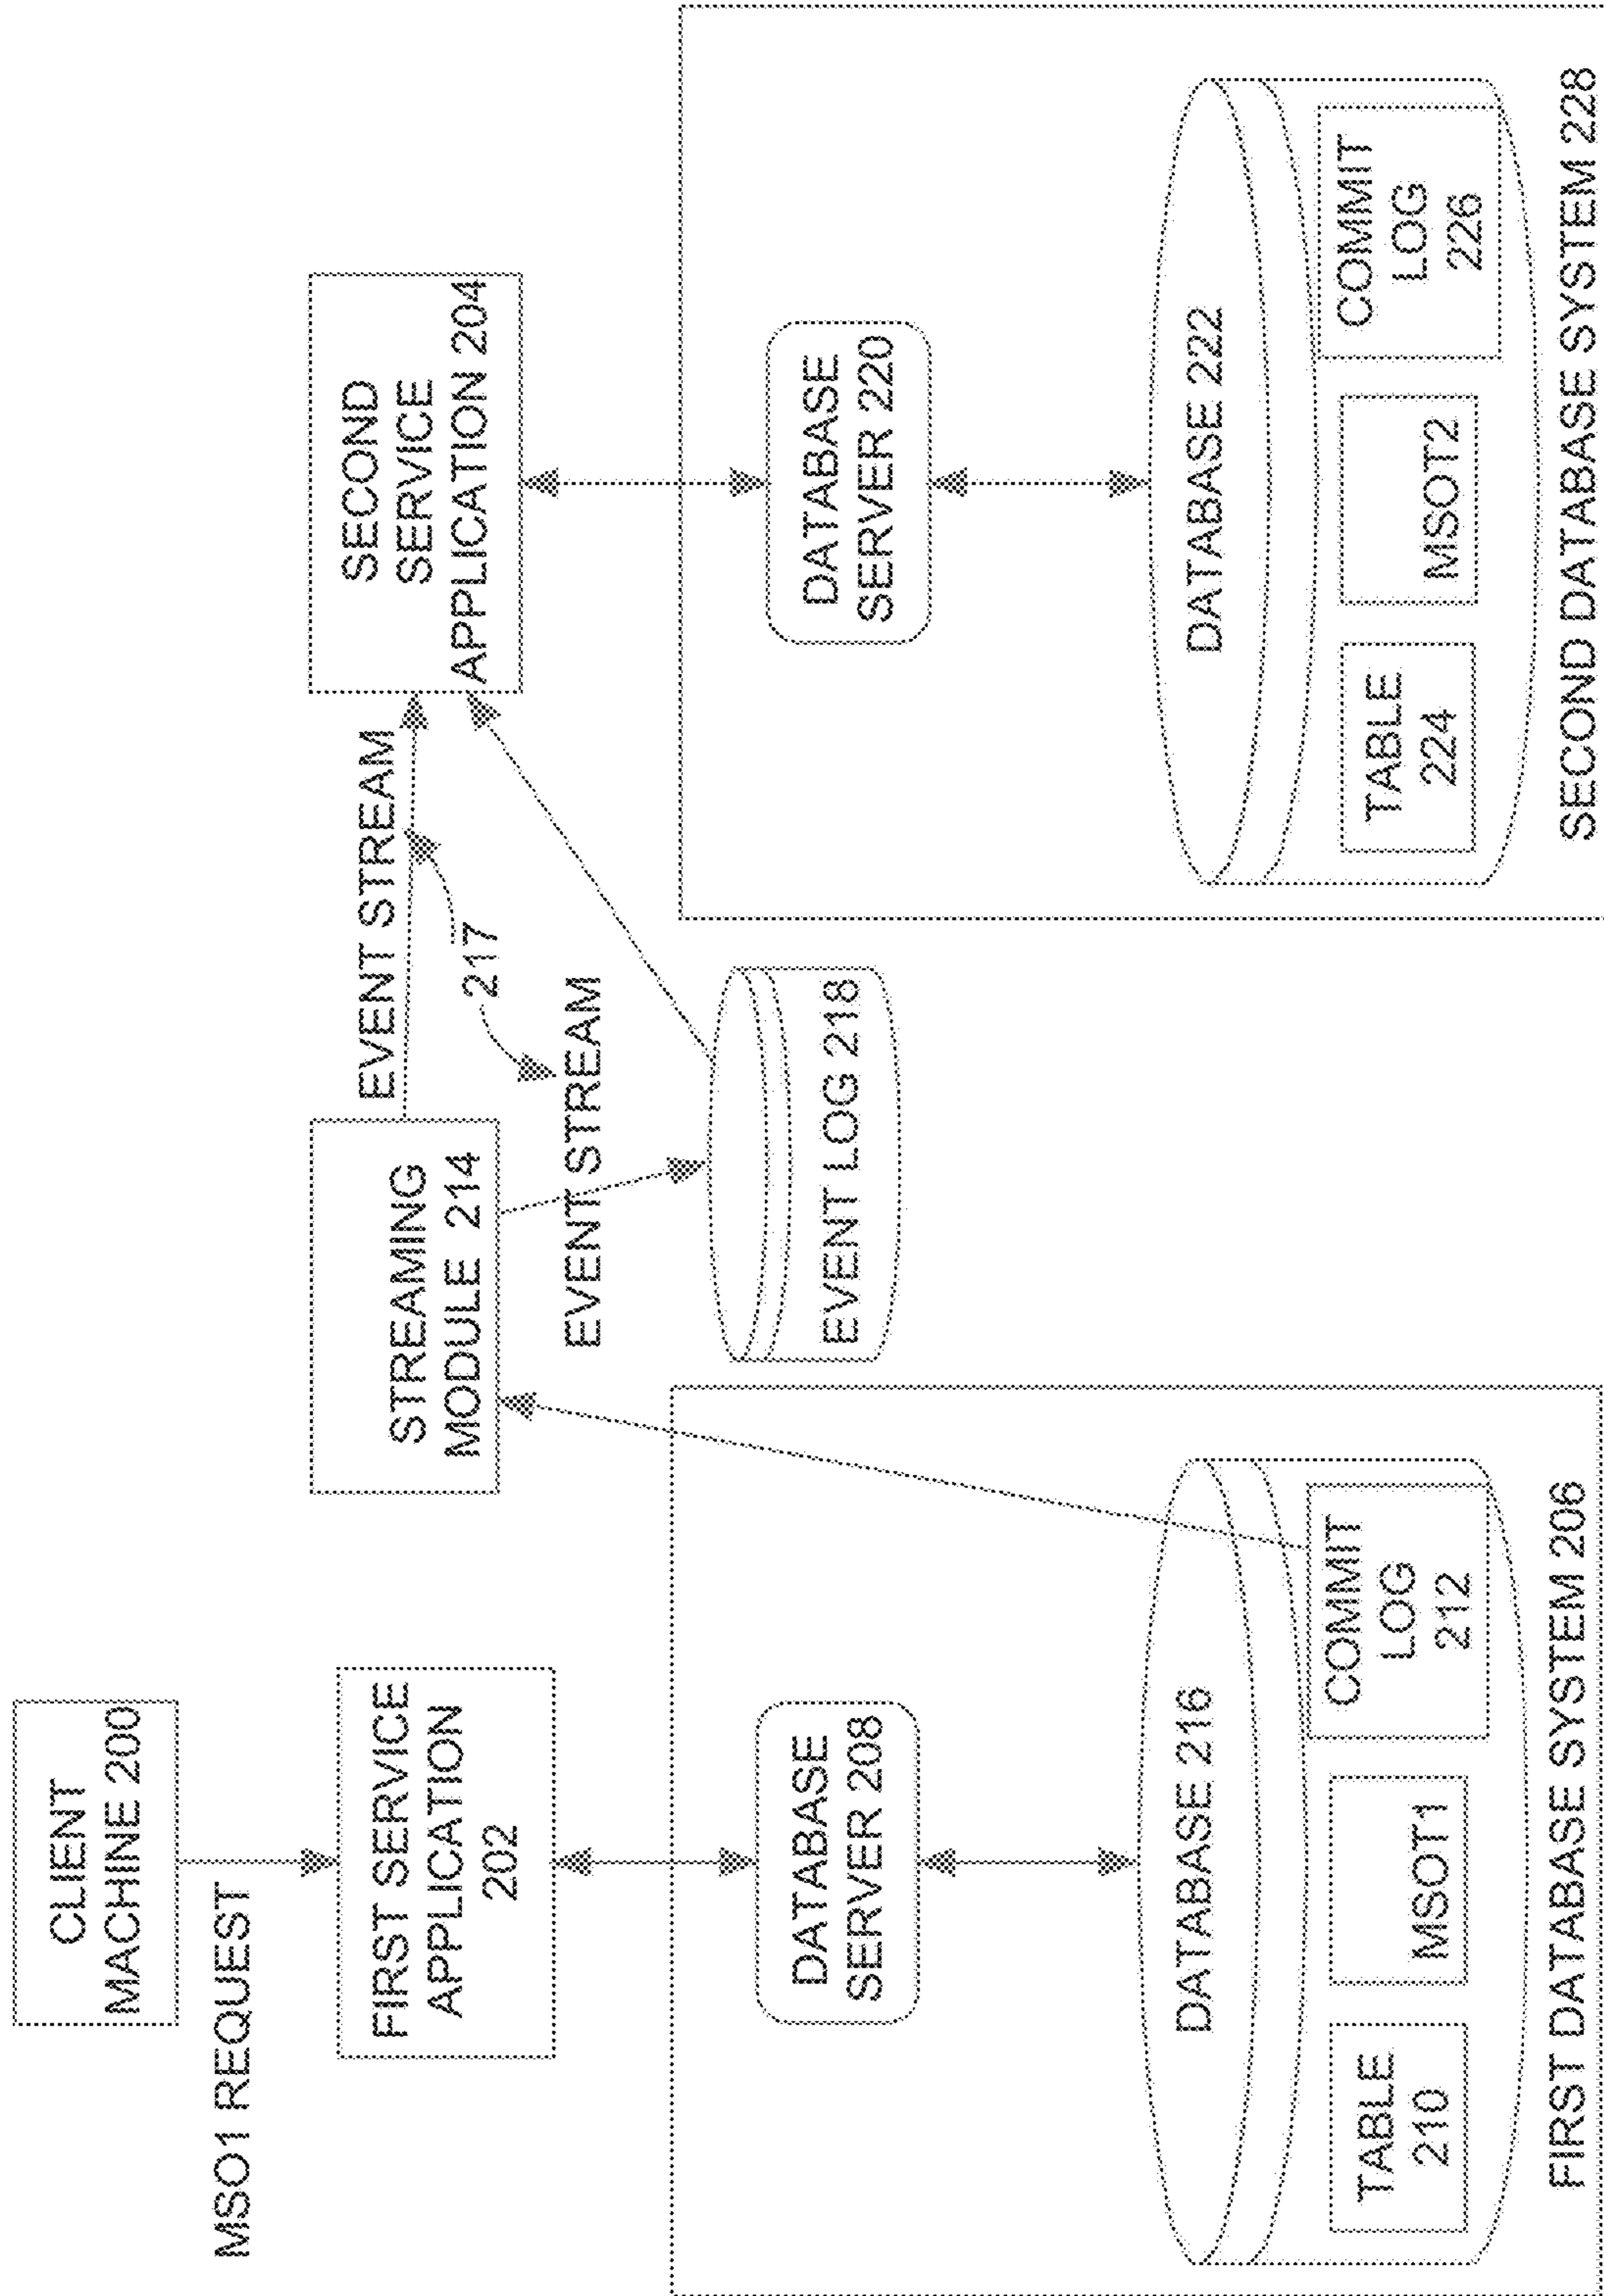 CLIENT
MACHINE 200
MSO1 REQUEST
FIRST SERVICE
APPLICATION
202
DATABASE
SERVER 208
DATABASE 216
TABLE
210
MSOT1
COMMIT
LOG
212
FIRST DATABASE SYSTEM 206
STREAMING
MODULE 214
EVENT STREAM
217
EVENT STREAM
EVENT LOG 218
SECOND
SERVICE
APPLICATION 204
DATABASE
SERVER 220
DATABASE 222
TABLE
224
MSOT2
COMMIT
LOG
226
SECOND DATABASE SYSTEM 228